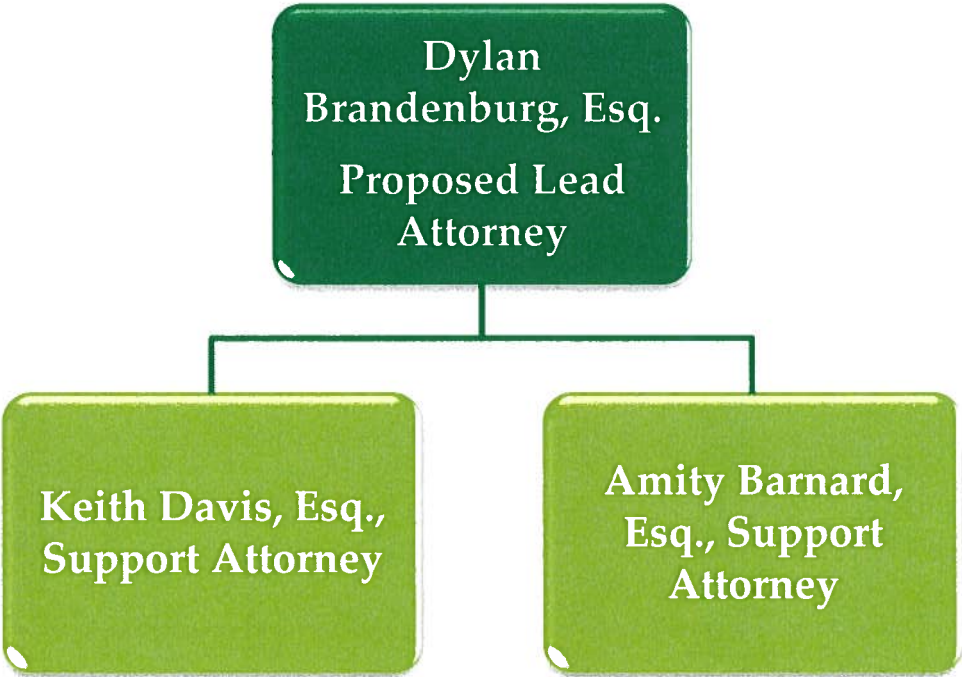 Dylan
Brandenburg, Esq.
Proposed Lead
Attorney
Keith Davis, Esq.,
Support Attorney
Amity Barnard,
Esq., Support
Attorney